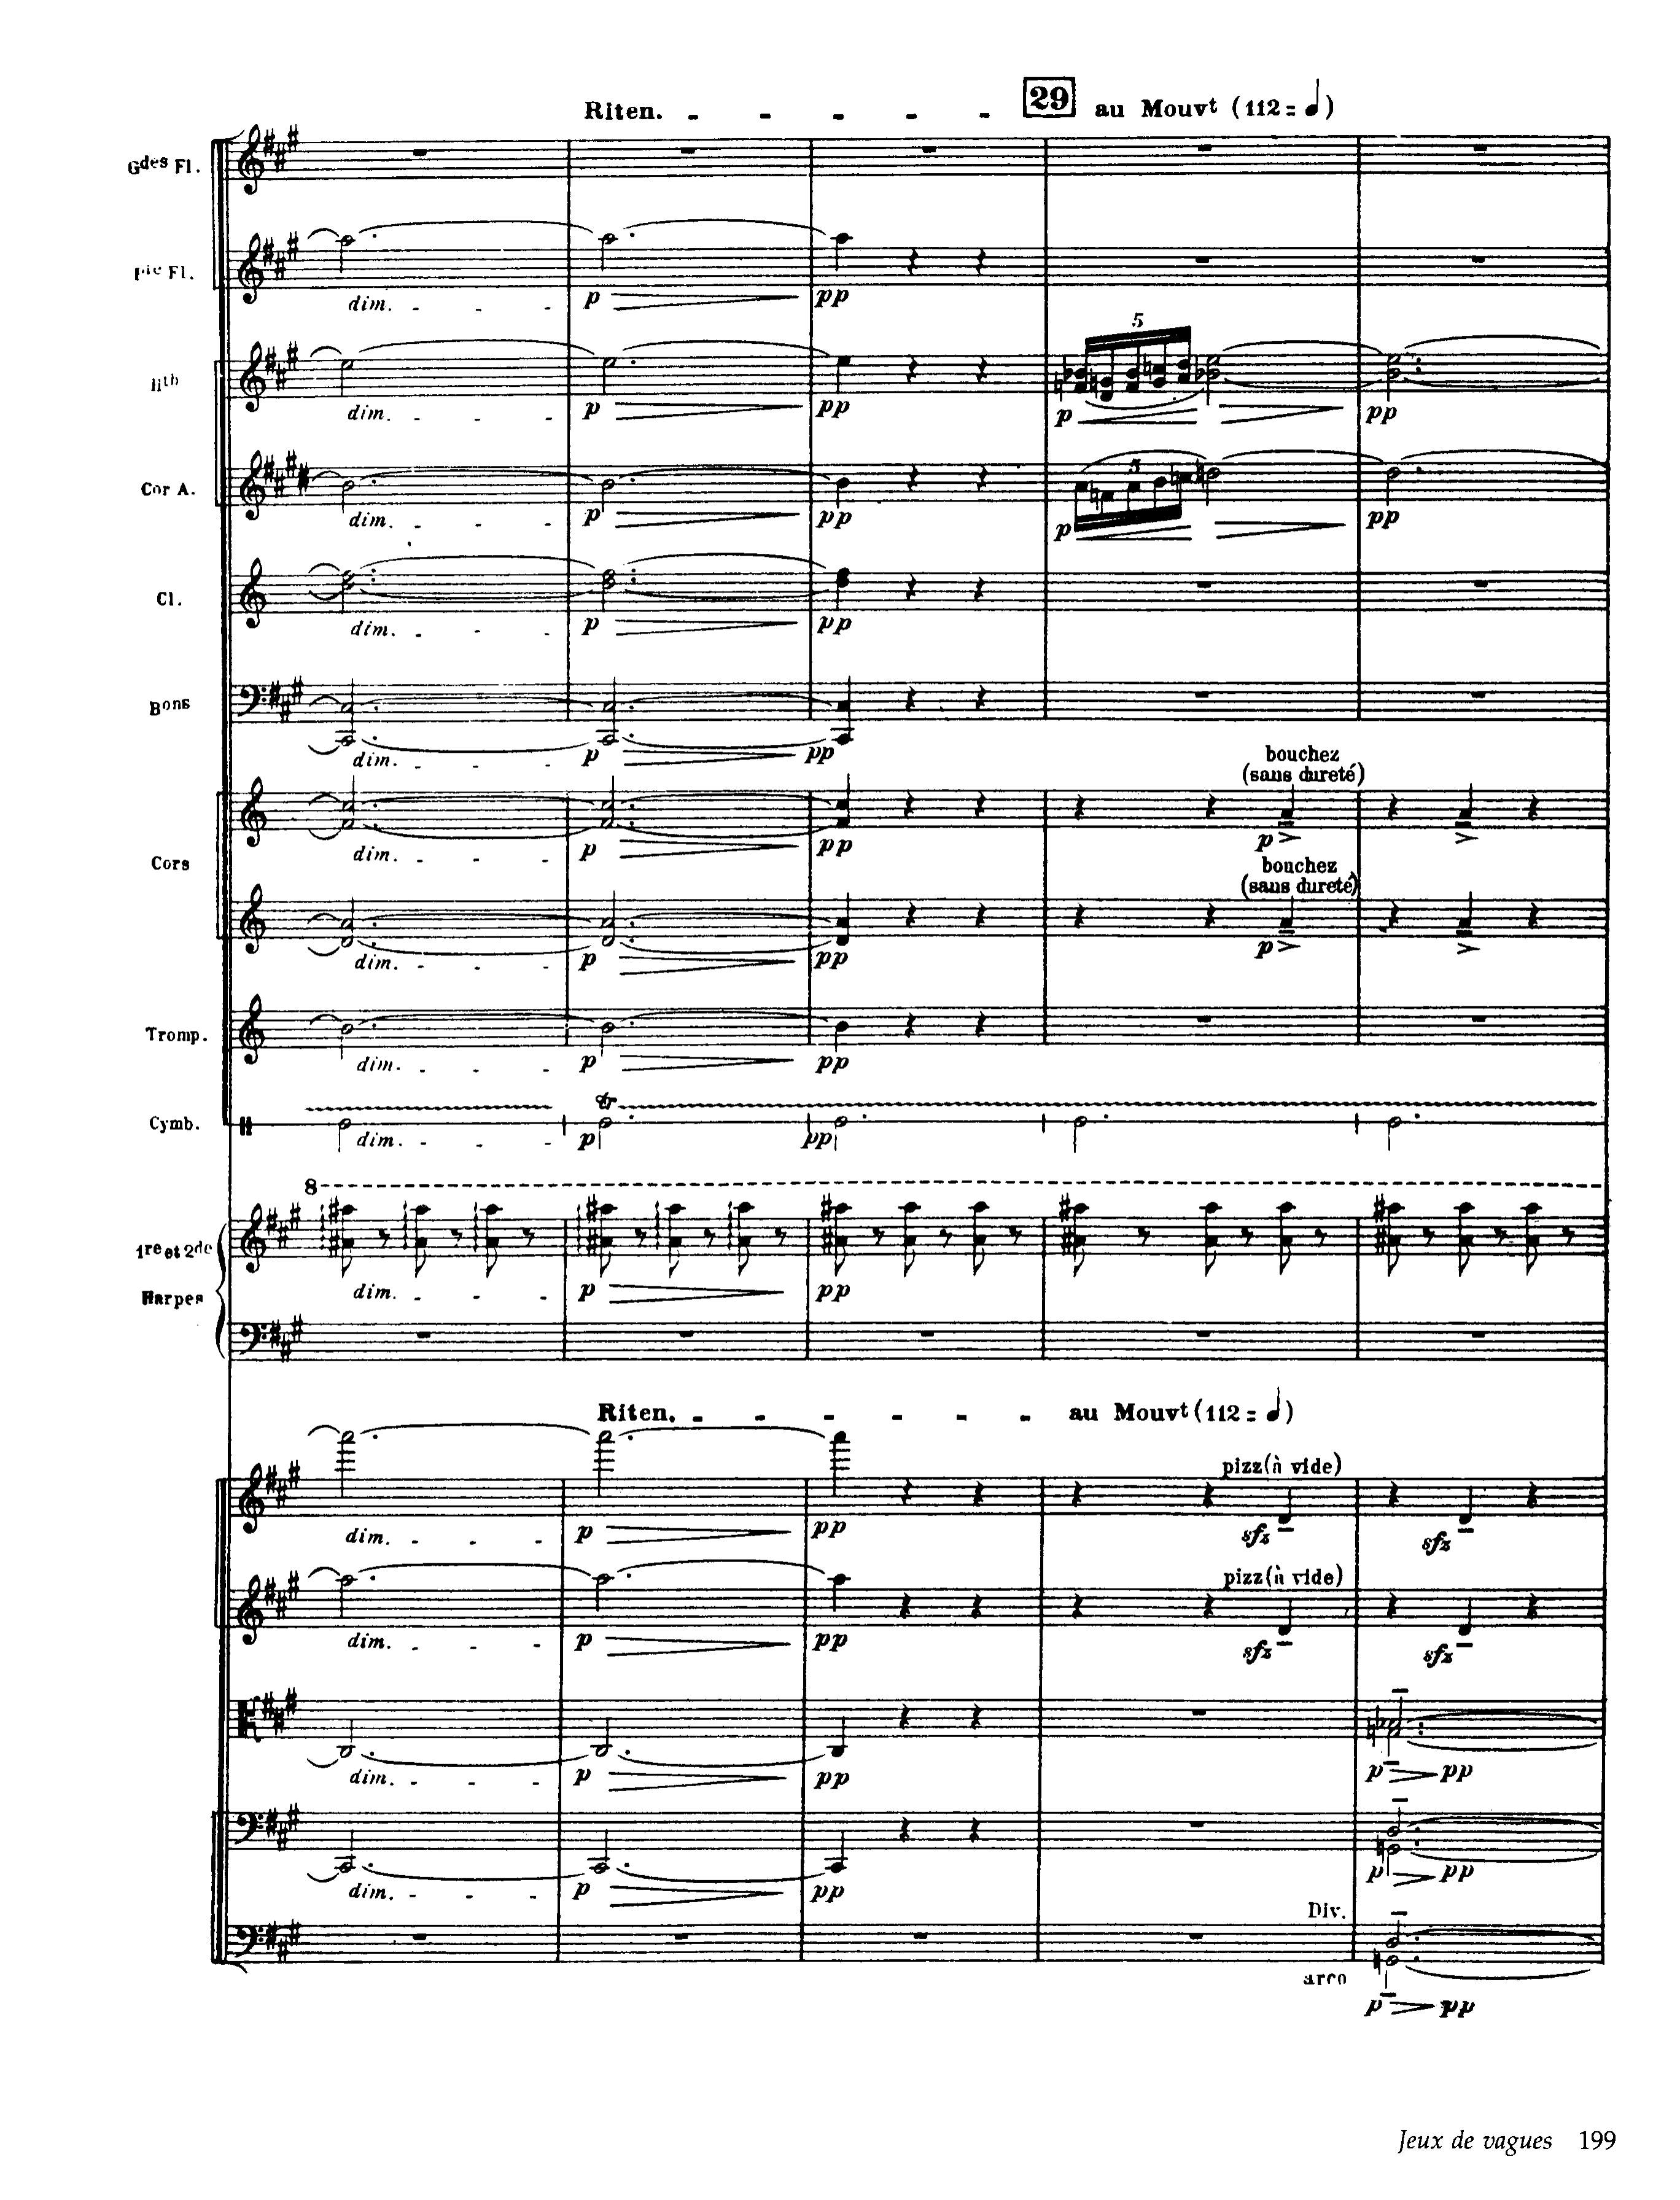 Riten. - - - - - 29 au Mouvt (112 = ♩)
Gdes Fl.
pte Fl.
dim. - - - p pp
5
Htb
dim. - - - p pp p pp
Cor A.
5
dim. - - - p pp p pp
Cl.
dim. - - - p pp
Bons
dim. - - - p pp
bouchez
(sans dureté)
dim. - - - p pp p
Cors
bouchez
(sans dureté)
dim. - - - p pp p
Tromp.
dim. - - - p pp
tr
Cymb.
dim. - - - p pp
8
1re et 2de
Harpes
dim. - - - p pp
Riten. - - - - - - au Mouvt (112 = ♩)
pizz (à vide)
dim. - - - p pp sfz sfz
pizz (à vide)
dim. - - - p pp sfz sfz
dim. - - - p pp p pp
dim. - - - p pp p pp
Div.
arco
p pp
Jeux de vagues 199